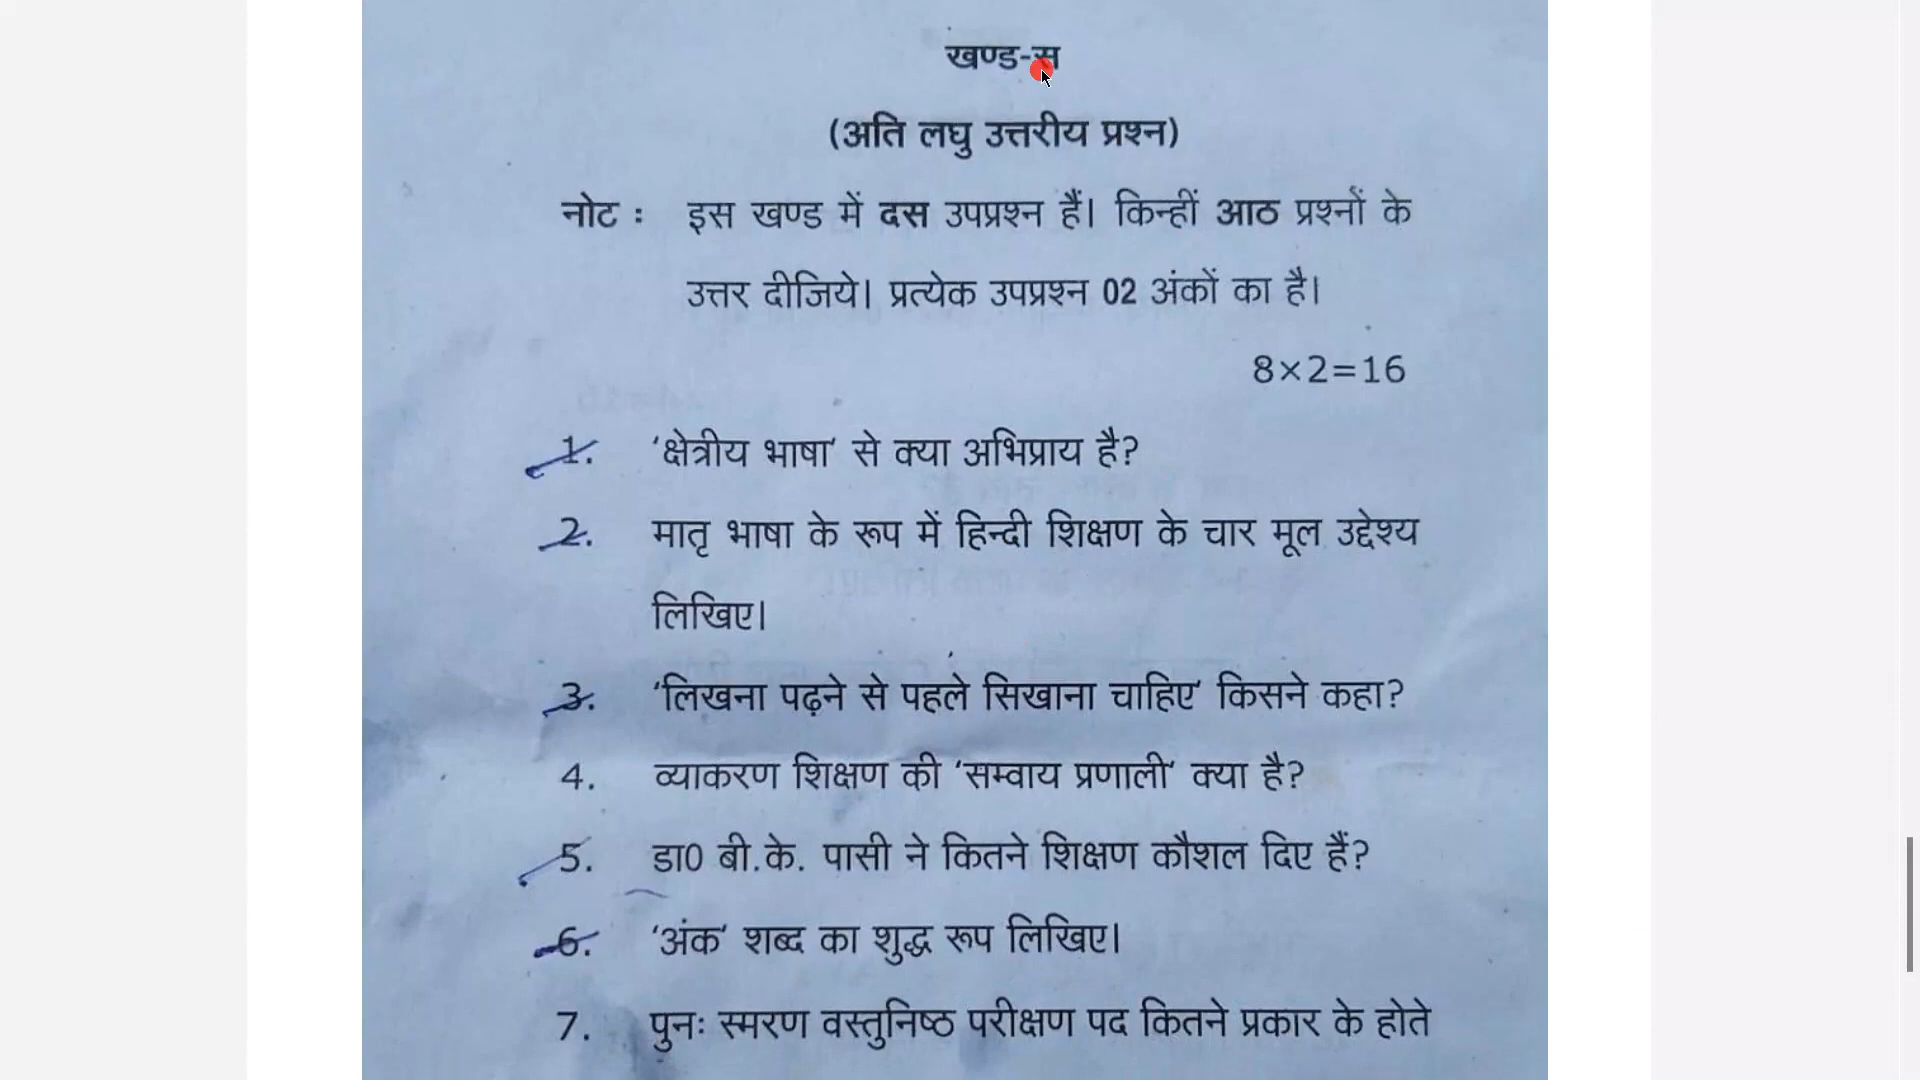 खण्ड-स
(अति लघु उत्तरीय प्रश्न)
नोट : इस खण्ड में दस उपप्रश्न हैं। किन्हीं आठ प्रश्नों के
उत्तर दीजिये। प्रत्येक उपप्रश्न 02 अंकों का है।
8×2=16
1. 'क्षेत्रीय भाषा' से क्या अभिप्राय है?
2. मातृ भाषा के रूप में हिन्दी शिक्षण के चार मूल उद्देश्य
लिखिए।
3. 'लिखना पढ़ने से पहले सिखाना चाहिए' किसने कहा?
4. व्याकरण शिक्षण की 'सम्वाय प्रणाली' क्या है?
5. डा0 बी.के. पासी ने कितने शिक्षण कौशल दिए हैं?
6. 'अंक' शब्द का शुद्ध रूप लिखिए।
7. पुनः स्मरण वस्तुनिष्ठ परीक्षण पद कितने प्रकार के होते